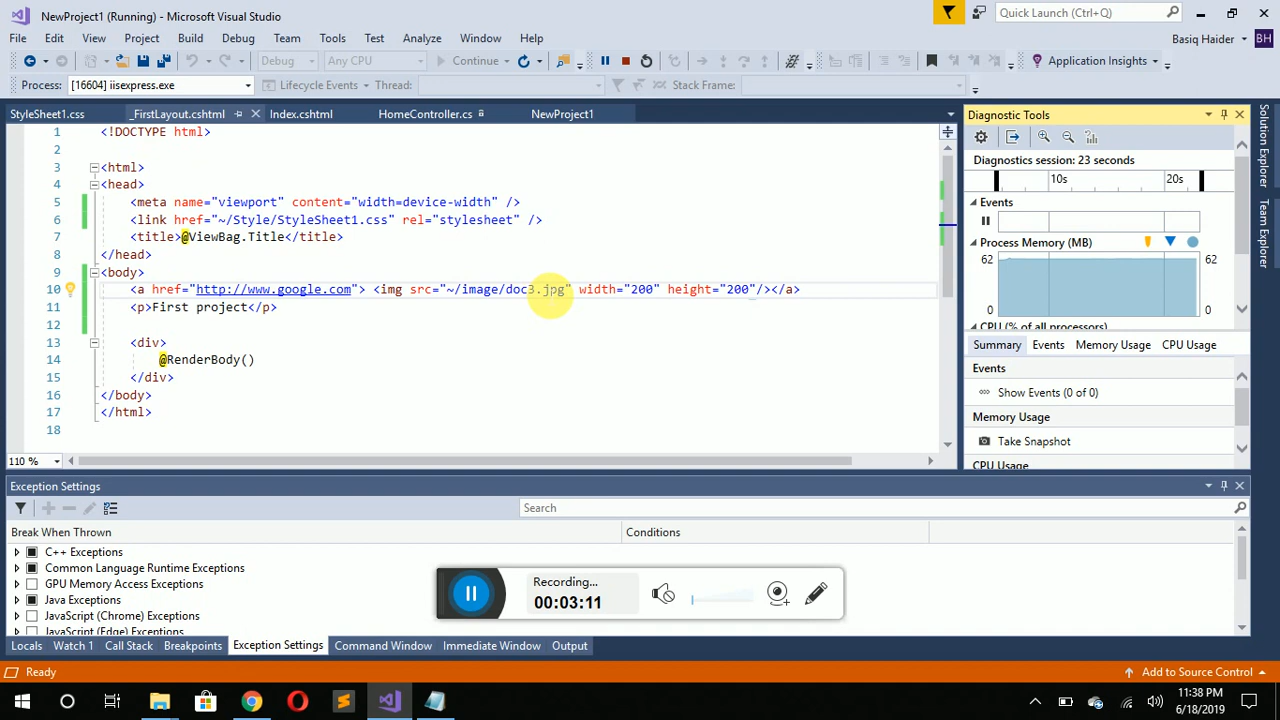 NewProject1 (Running) - Microsoft Visual Studio
Quick Launch (Ctrl+Q)
File Edit View Project Build Debug Team Tools Test Analyze Window Help
Basiq Haider BH
Debug Any CPU Continue Application Insights
Process: [16604] iisexpress.exe Lifecycle Events Thread: Stack Frame:
StyleSheet1.css _FirstLayout.cshtml Index.cshtml HomeController.cs NewProject1
Diagnostic Tools
Solution Explorer
Team Explorer
1 <!DOCTYPE html>
2
3 <html>
4 <head>
5 <meta name="viewport" content="width=device-width" />
6 <link href="~/Style/StyleSheet1.css" rel="stylesheet" />
7 <title>@ViewBag.Title</title>
8 </head>
9 <body>
10 <a href="http://www.google.com"> <img src="~/image/doc3.jpg" width="200" height="200"/></a>
11 <p>First project</p>
12
13 <div>
14 @RenderBody()
15 </div>
16 </body>
17 </html>
18
110 %
Diagnostics session: 23 seconds
10s 20s
Events
Process Memory (MB)
62 62
0 0
CPU (% of all processors)
Summary Events Memory Usage CPU Usage
Events
Show Events (0 of 0)
Memory Usage
Take Snapshot
CPU Usage
Exception Settings
Search
Break When Thrown Conditions
C++ Exceptions
Common Language Runtime Exceptions
GPU Memory Access Exceptions
Java Exceptions
JavaScript (Chrome) Exceptions
JavaScript (Edge) Exceptions
Recording...
00:03:11
Locals Watch 1 Call Stack Breakpoints Exception Settings Command Window Immediate Window Output
Ready Add to Source Control
11:38 PM
6/18/2019